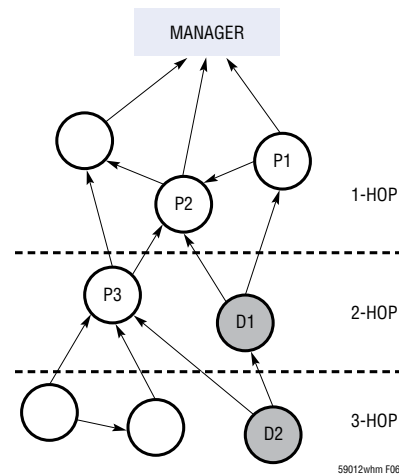 MANAGER
P1
P2
1-HOP
P3
D1
2-HOP
D2
3-HOP
59012whm F06